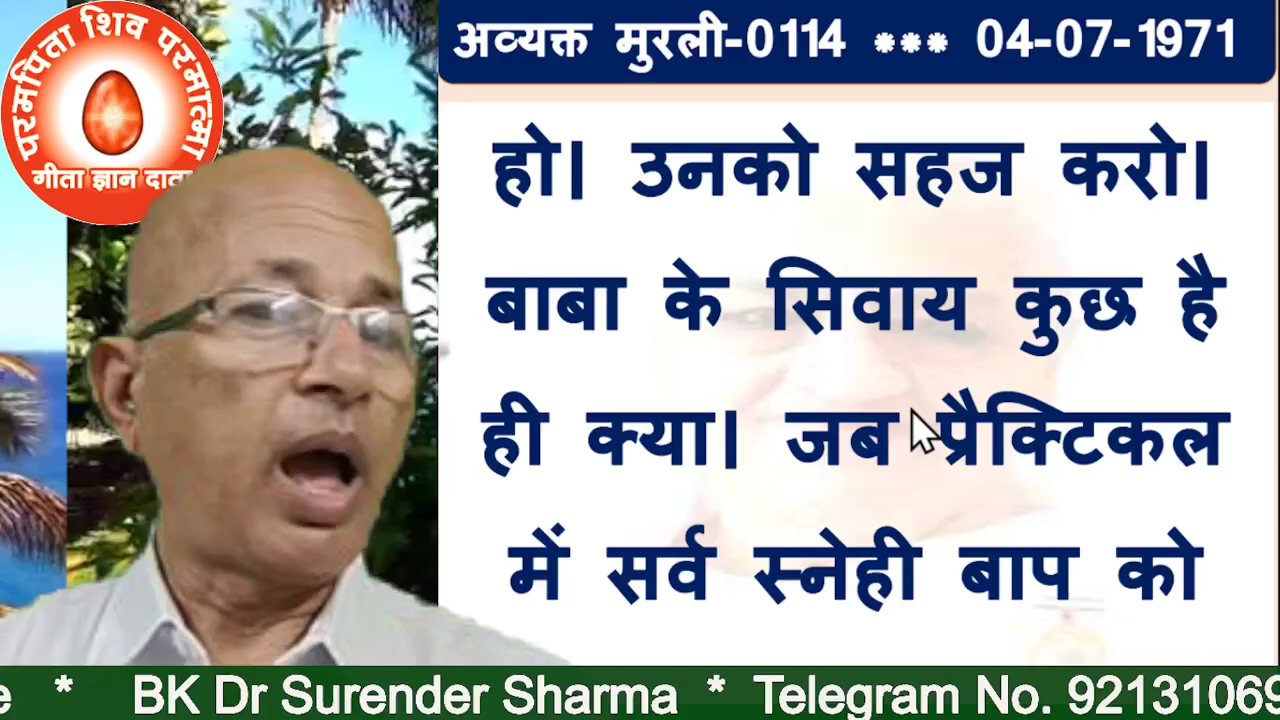 परमपिता शिव परमात्मा
गीता ज्ञान
अव्यक्त मुरली-0114 *** 04-07-1971
हो। उनको सहज करो।
बाबा के सिवाय कुछ है
ही क्या। जब प्रैक्टिकल
में सर्व स्नेही बाप को
* BK Dr Surender Sharma * Telegram No. 92131069